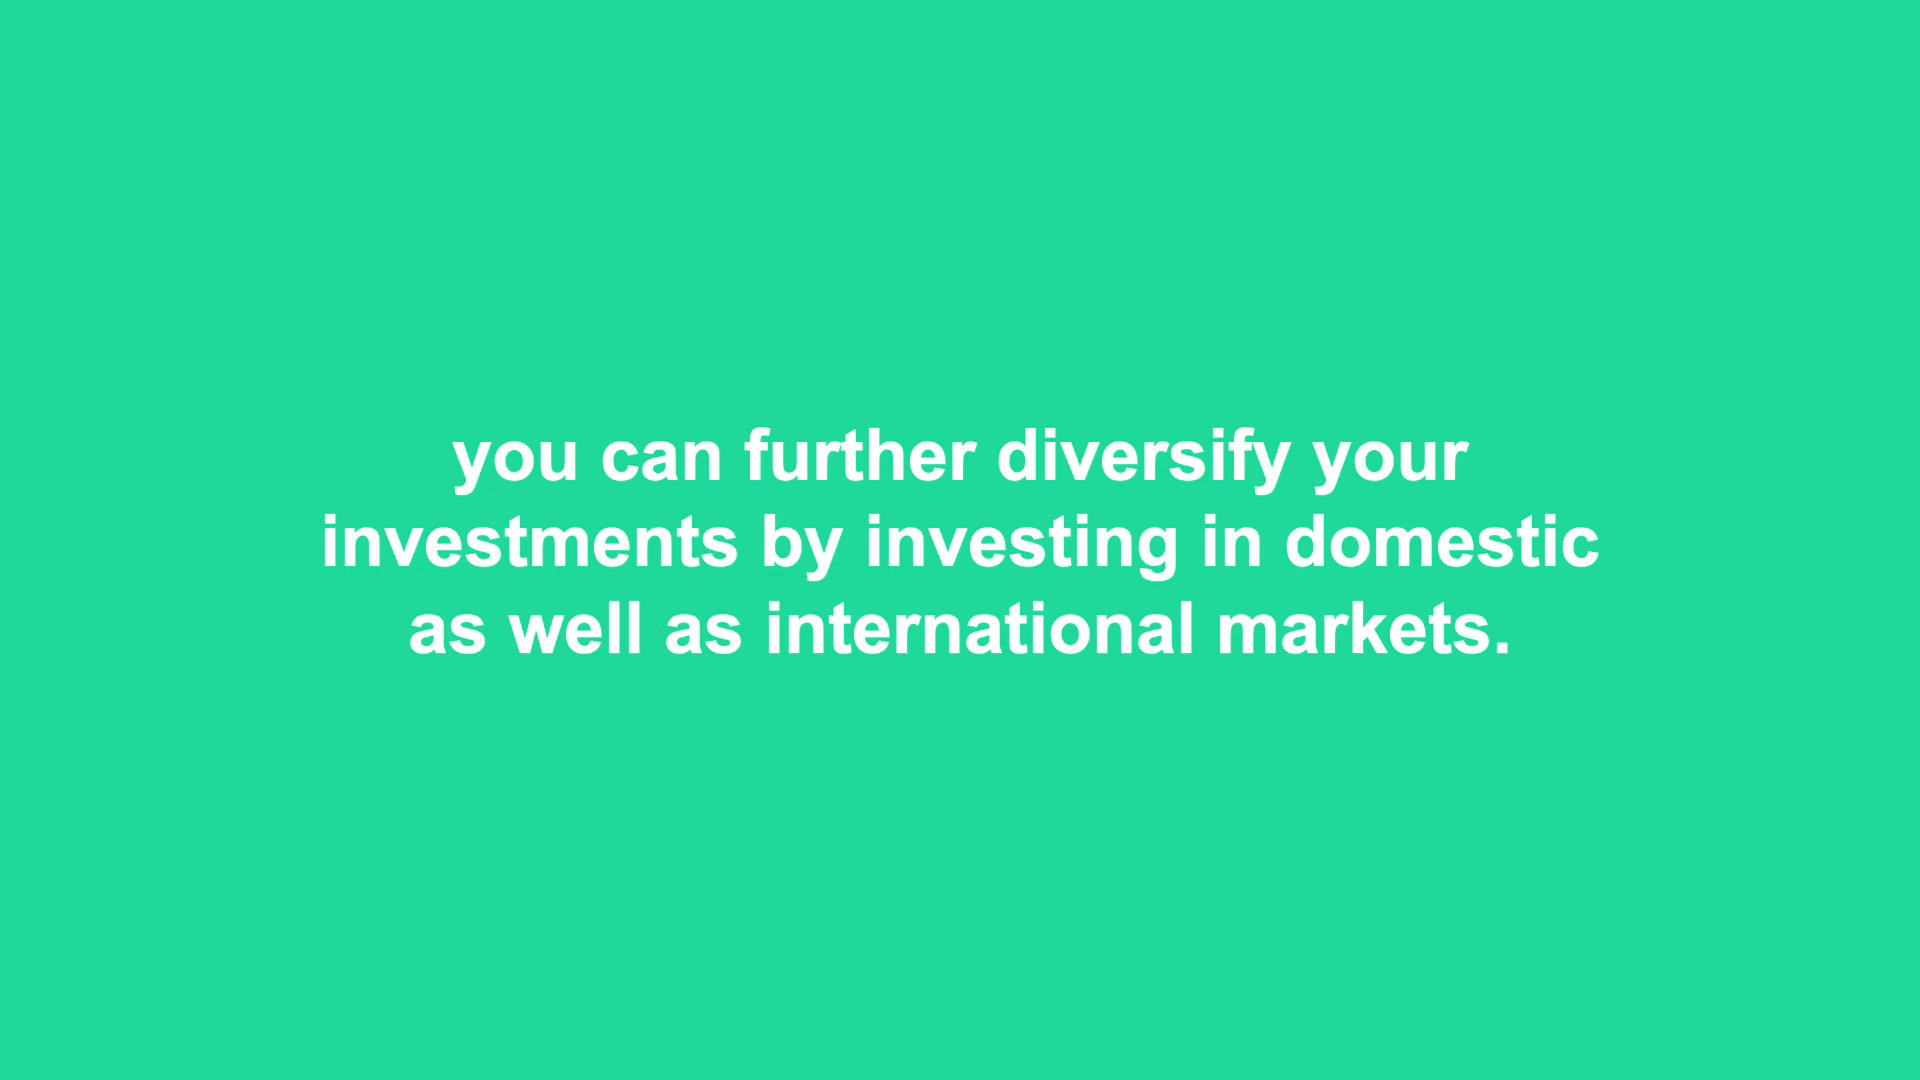 you can further diversify your
investments by investing in domestic
as well as international markets.